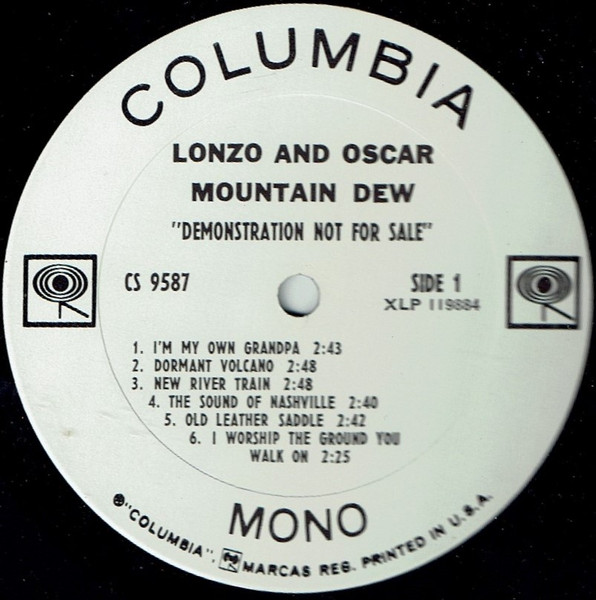 COLUMBIA
LONZO AND OSCAR
MOUNTAIN DEW
"DEMONSTRATION NOT FOR SALE"
CS 9587
SIDE 1
XLP 119884
1. I'M MY OWN GRANDPA 2:43
2. DORMANT VOLCANO 2:48
3. NEW RIVER TRAIN 2:48
4. THE SOUND OF NASHVILLE 2:40
5. OLD LEATHER SADDLE 2:42
6. I WORSHIP THE GROUND YOU
WALK ON 2:25
MONO
℗"COLUMBIA", MARCAS REG. PRINTED IN U.S.A.